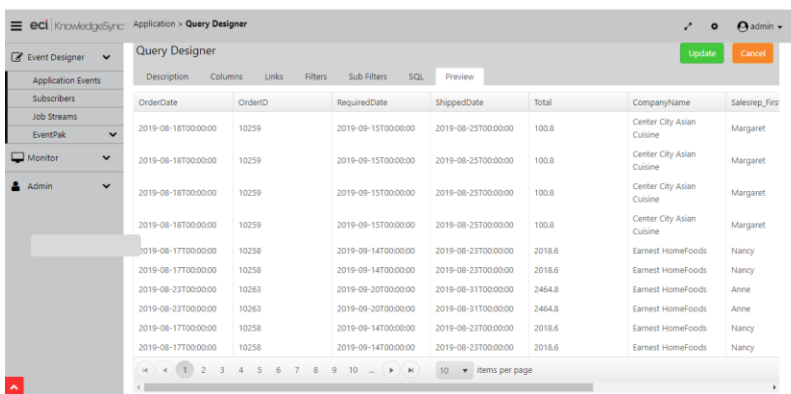 eci KnowledgeSync
Application > Query Designer
admin
Event Designer
Application Events
Subscribers
Job Streams
EventPak
Monitor
Admin
Query Designer
Update Cancel
Description Columns Links Filters Sub Filters SQL Preview
OrderDate OrderID RequiredDate ShippedDate Total CompanyName Salesrep_First
2019-08-18T00:00:00 10259 2019-09-15T00:00:00 2019-08-25T00:00:00 100.8 Center City Asian Cuisine Margaret
2019-08-18T00:00:00 10259 2019-09-15T00:00:00 2019-08-25T00:00:00 100.8 Center City Asian Cuisine Margaret
2019-08-18T00:00:00 10259 2019-09-15T00:00:00 2019-08-25T00:00:00 100.8 Center City Asian Cuisine Margaret
2019-08-18T00:00:00 10259 2019-09-15T00:00:00 2019-08-25T00:00:00 100.8 Center City Asian Cuisine Margaret
2019-08-17T00:00:00 10258 2019-09-14T00:00:00 2019-08-23T00:00:00 2018.6 Earnest HomeFoods Nancy
2019-08-17T00:00:00 10258 2019-09-14T00:00:00 2019-08-23T00:00:00 2018.6 Earnest HomeFoods Nancy
2019-08-23T00:00:00 10263 2019-09-20T00:00:00 2019-08-31T00:00:00 2464.8 Earnest HomeFoods Anne
2019-08-23T00:00:00 10263 2019-09-20T00:00:00 2019-08-31T00:00:00 2464.8 Earnest HomeFoods Anne
2019-08-17T00:00:00 10258 2019-09-14T00:00:00 2019-08-23T00:00:00 2018.6 Earnest HomeFoods Nancy
2019-08-17T00:00:00 10258 2019-09-14T00:00:00 2019-08-23T00:00:00 2018.6 Earnest HomeFoods Nancy
1 2 3 4 5 6 7 8 9 10 ... 10 items per page